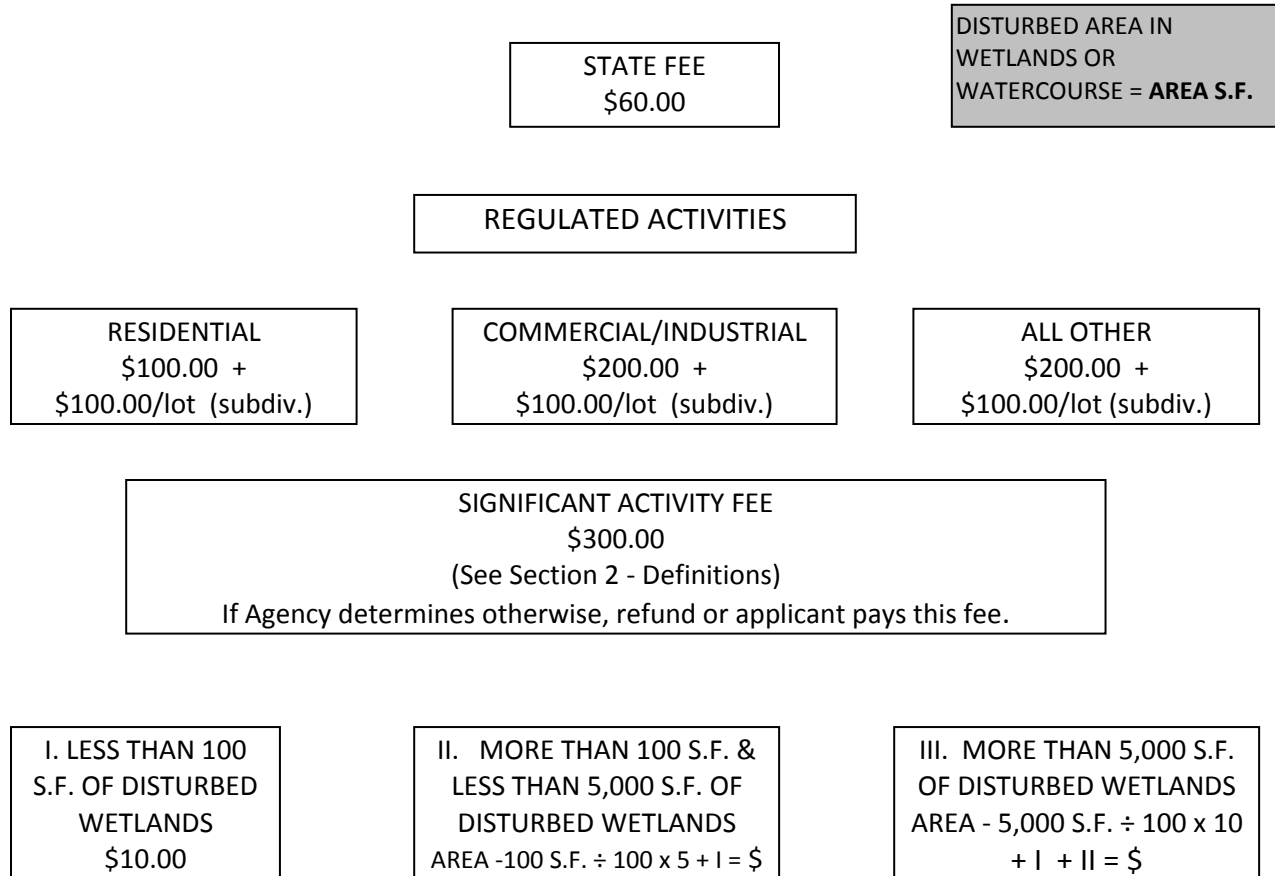 STATE FEE
$60.00
DISTURBED AREA IN
WETLANDS OR
WATERCOURSE = AREA S.F.
REGULATED ACTIVITIES
RESIDENTIAL
$100.00 +
$100.00/lot (subdiv.)
COMMERCIAL/INDUSTRIAL
$200.00 +
$100.00/lot (subdiv.)
ALL OTHER
$200.00 +
$100.00/lot (subdiv.)
SIGNIFICANT ACTIVITY FEE
$300.00
(See Section 2 - Definitions)
If Agency determines otherwise, refund or applicant pays this fee.
I. LESS THAN 100
S.F. OF DISTURBED
WETLANDS
$10.00
II. MORE THAN 100 S.F. &
LESS THAN 5,000 S.F. OF
DISTURBED WETLANDS
AREA -100 S.F. ÷ 100 x 5 + I = $
III. MORE THAN 5,000 S.F.
OF DISTURBED WETLANDS
AREA - 5,000 S.F. ÷ 100 x 10
+ I + II = $